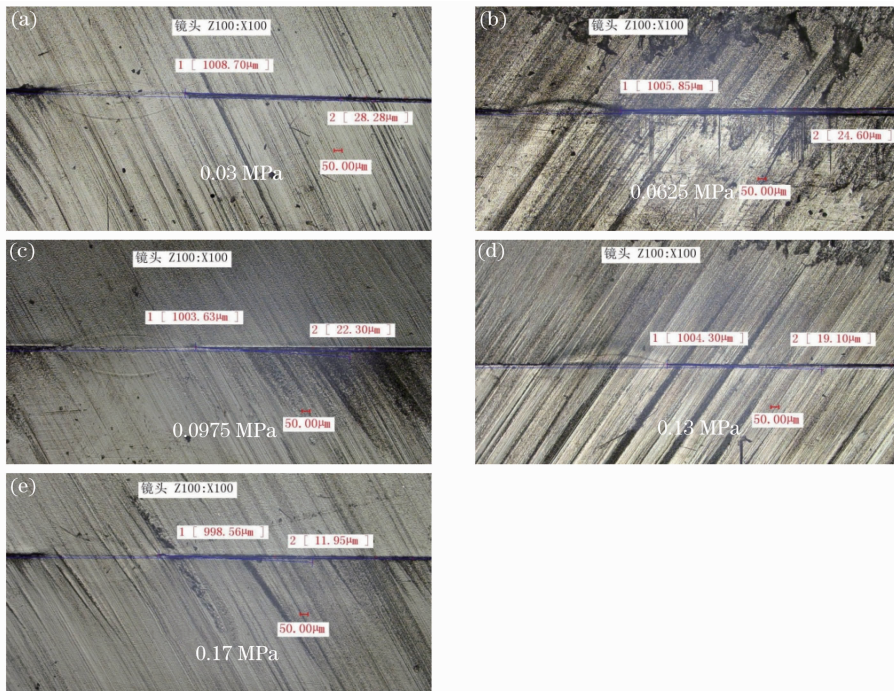 (a)
镜头 Z100:X100
1 [ 1008.70μm ]
2 [ 28.28μm ]
50.00μm
0.03 MPa
(b)
镜头 Z100:X100
1 [ 1005.85μm ]
2 [ 24.60μm ]
50.00μm
0.0625 MPa
(c)
镜头 Z100:X100
1 [ 1003.63μm ]
2 [ 22.30μm ]
50.00μm
0.0975 MPa
(d)
镜头 Z100:X100
1 [ 1004.30μm ]
2 [ 19.10μm ]
50.00μm
0.13 MPa
(e)
镜头 Z100:X100
1 [ 998.56μm ]
2 [ 11.95μm ]
50.00μm
0.17 MPa